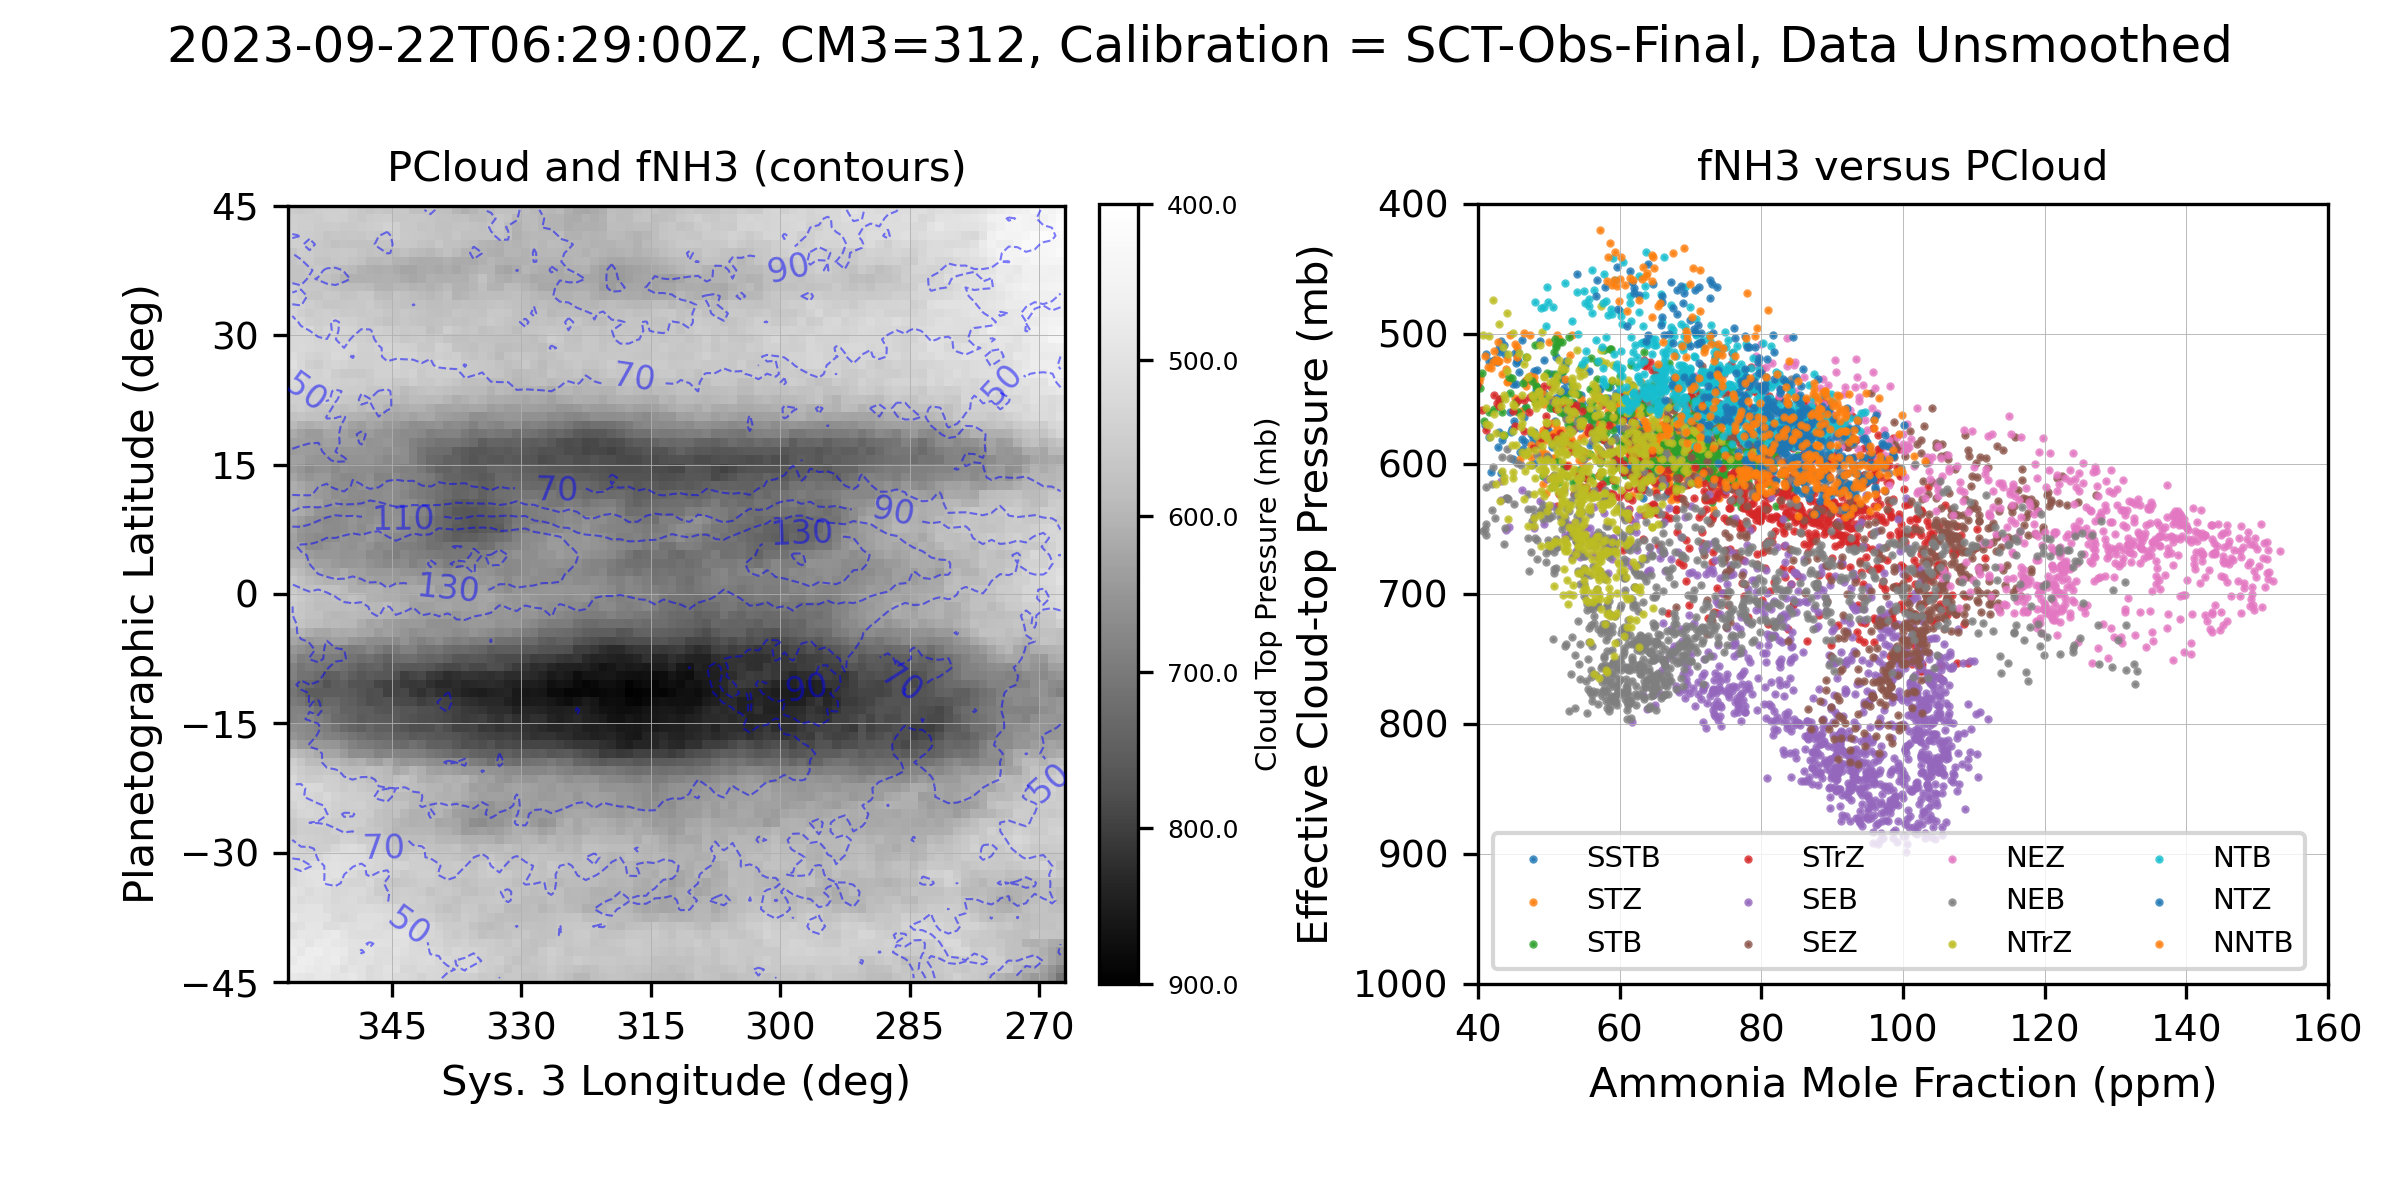 2023-09-22T06:29:00Z, CM3=312, Calibration = SCT-Obs-Final, Data Unsmoothed
PCloud and fNH3 (contours)
Planetographic Latitude (deg)
45
30
15
0
−15
−30
−45
345
330
315
300
285
270
Sys. 3 Longitude (deg)
90
70
50
50
70
110
90
130
130
90
70
50
70
50
400.0
500.0
600.0
700.0
800.0
900.0
Cloud Top Pressure (mb)
fNH3 versus PCloud
Effective Cloud-top Pressure (mb)
400
500
600
700
800
900
1000
40
60
80
100
120
140
160
Ammonia Mole Fraction (ppm)
SSTB
STZ
STB
STrZ
SEB
SEZ
NEZ
NEB
NTrZ
NTB
NTZ
NNTB